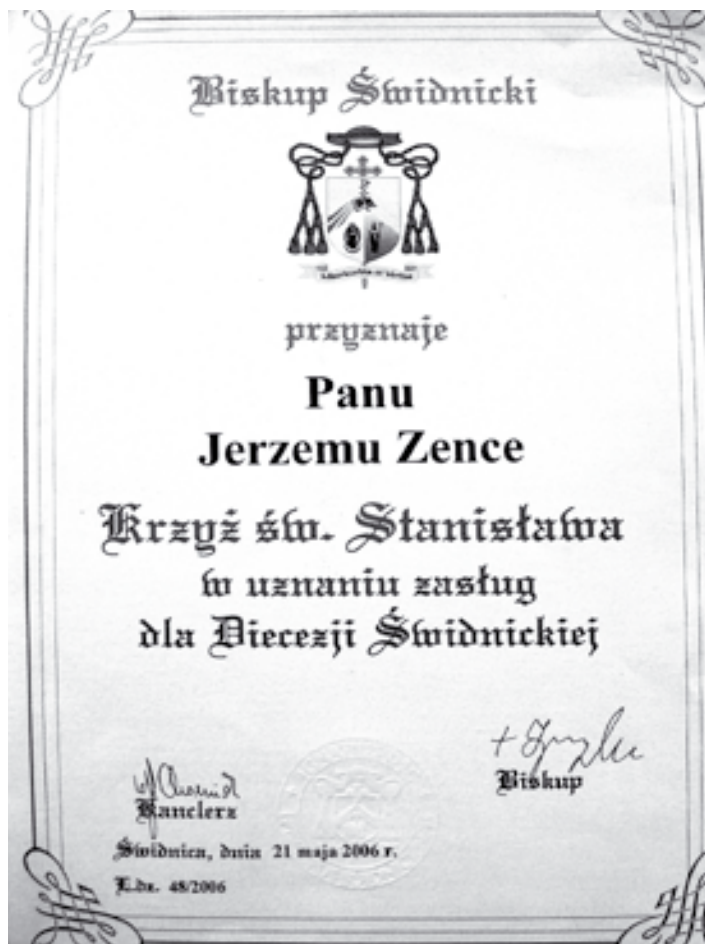 Biskup Świdnicki
przyznaje
Panu
Jerzemu Zence
Krzyż św. Stanisława
w uznaniu zasług
dla Diecezji Świdnickiej
Biskup
Kanclerz
Świdnica, dnia 21 maja 2006 r.
L.dz. 48/2006